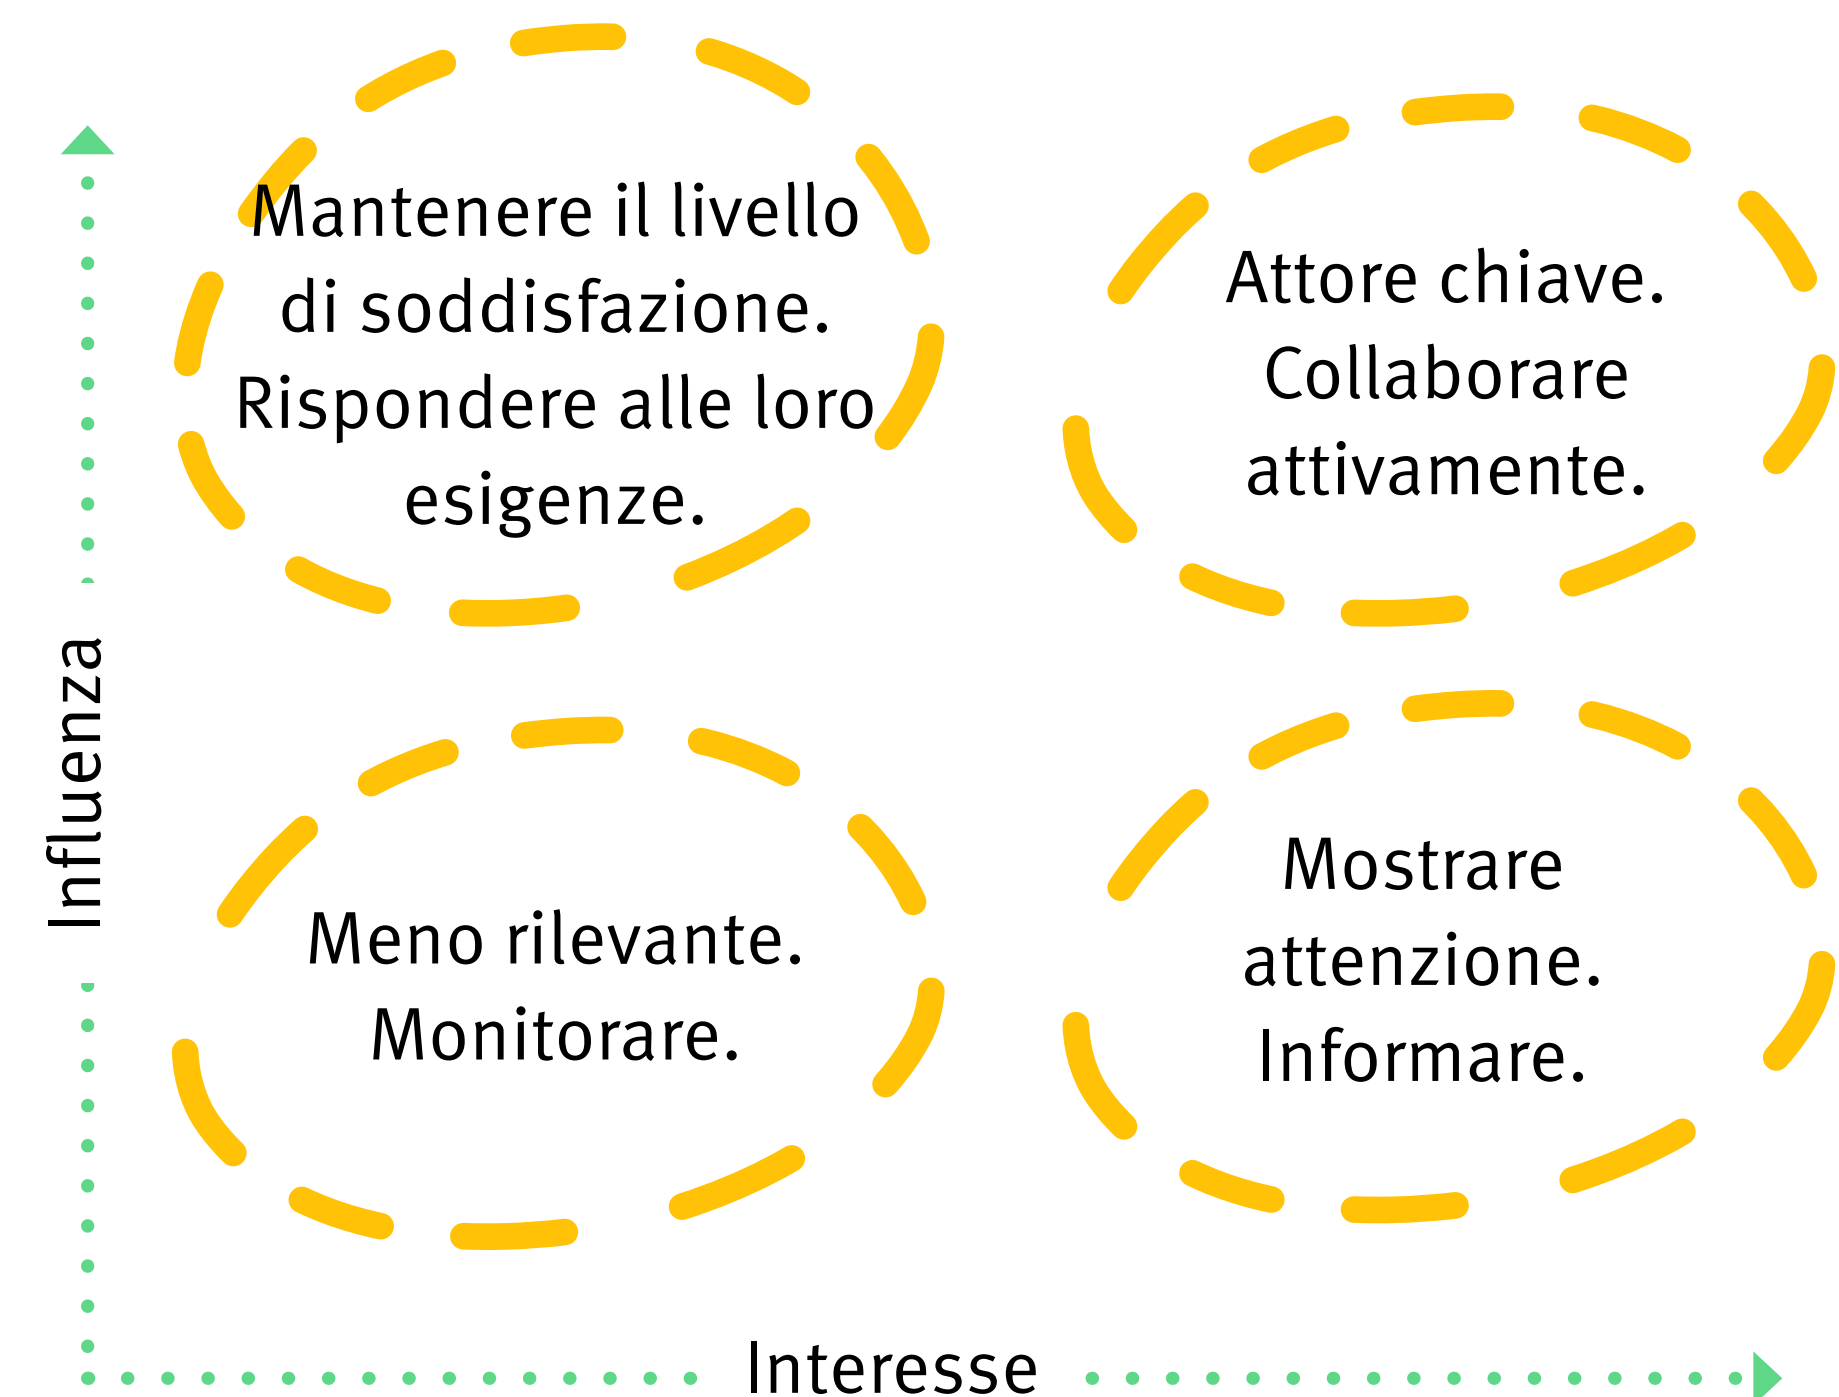 Mantenere il livello
di soddisfazione.
Rispondere alle loro
esigenze.
Attore chiave.
Collaborare
attivamente.
Influenza
Meno rilevante.
Monitorare.
Mostrare
attenzione.
Informare.
Interesse